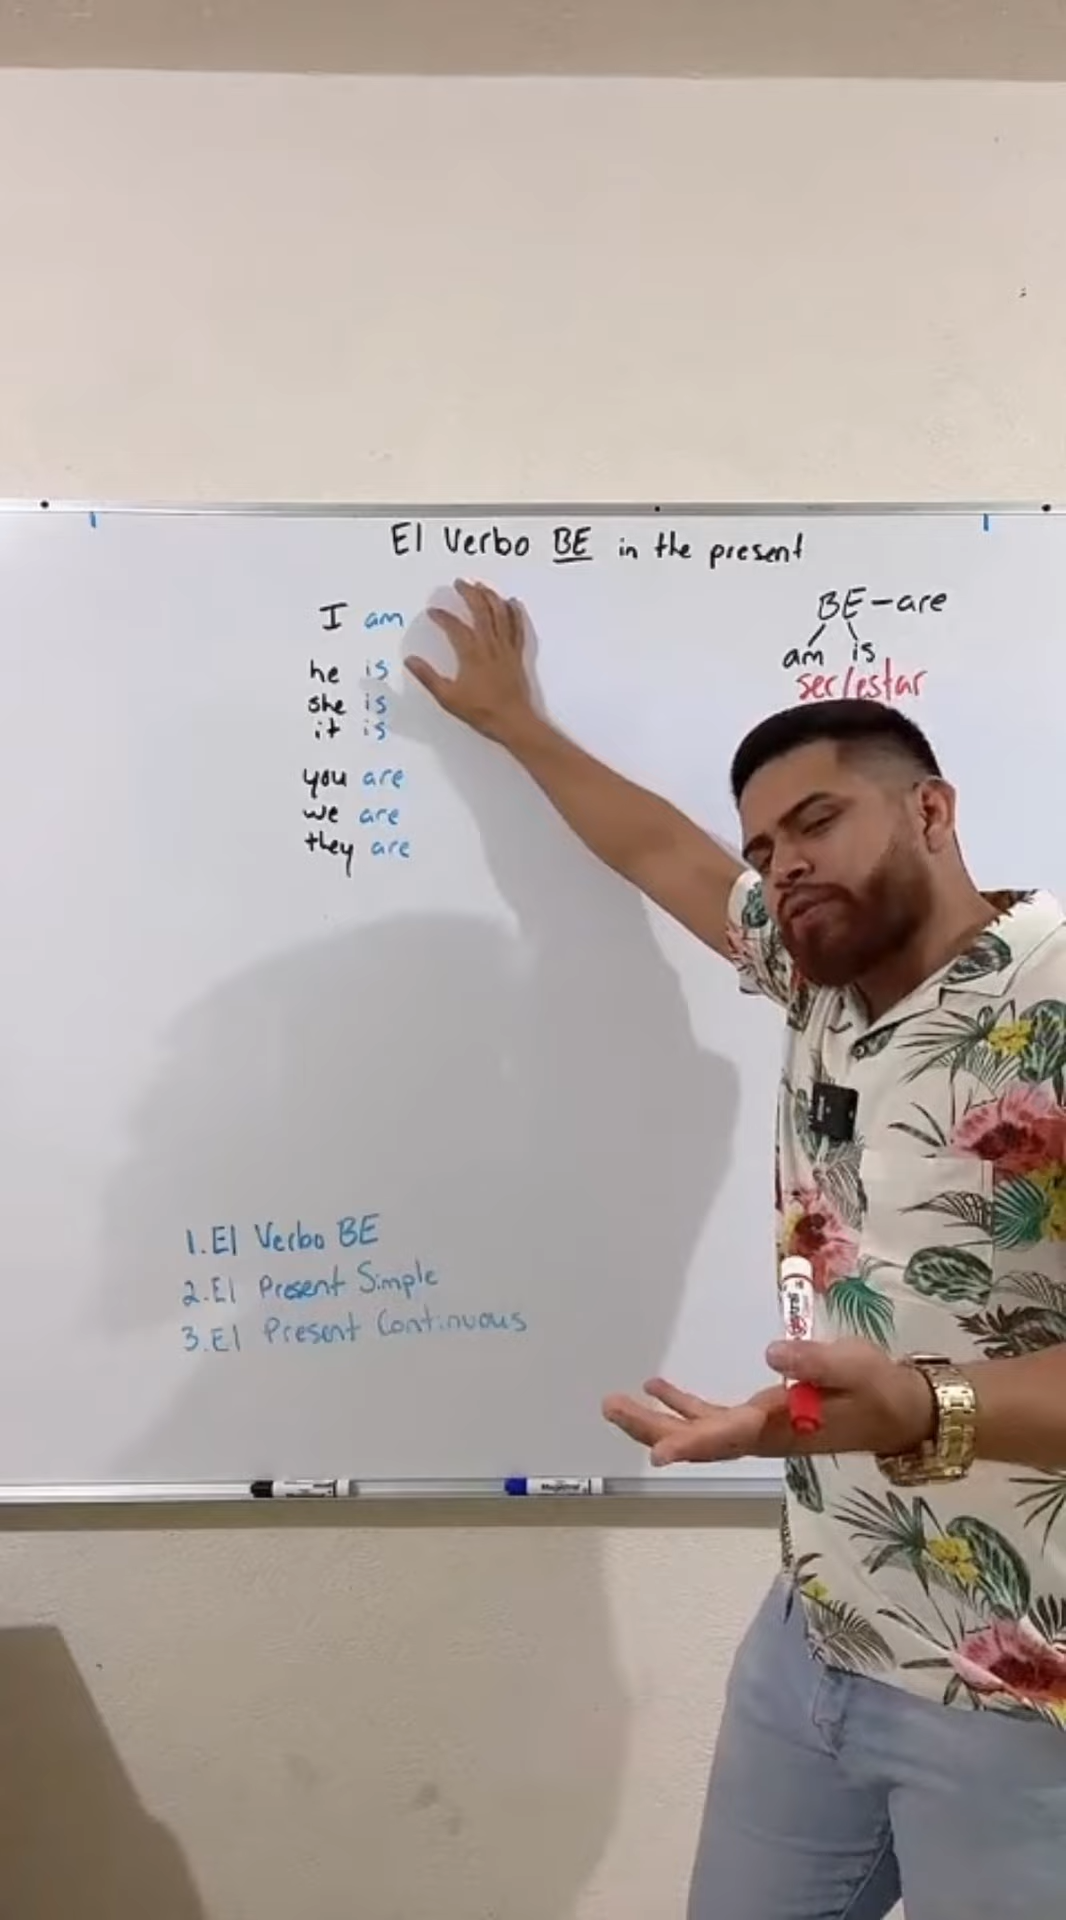 El Verbo BE in the present
I am
he is
she is
it is
you are
we are
they are
BE - are
am is
ser/estar
1. El Verbo BE
2. El Present Simple
3. El Present Continuous